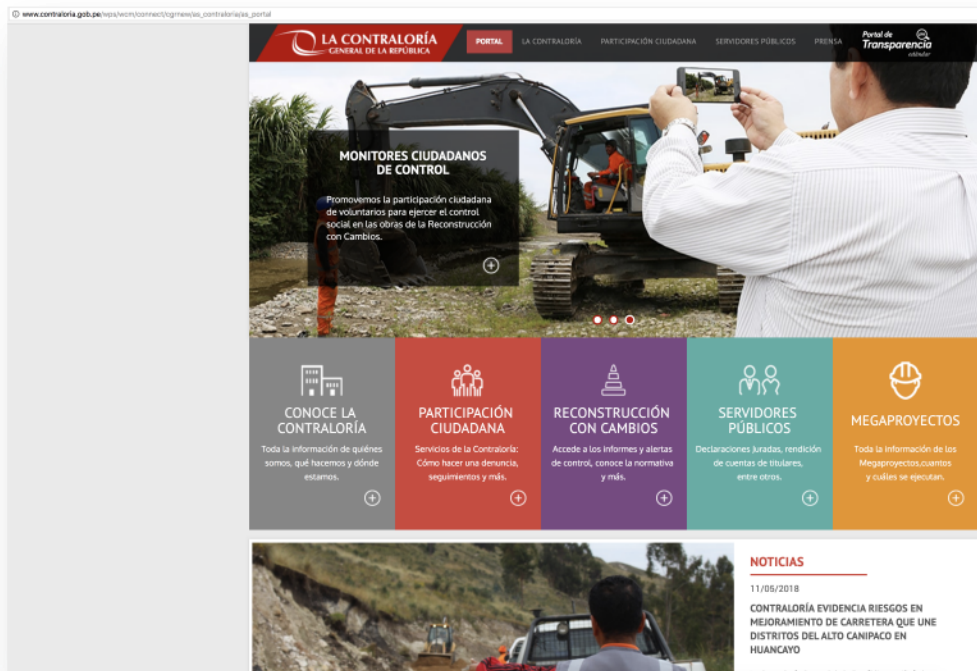 www.contraloria.gob.pe/wps/wcm/connect/cgrnew/as_contraloria/as_portal
LA CONTRALORÍA
GENERAL DE LA REPÚBLICA
PORTAL
LA CONTRALORÍA
PARTICIPACIÓN CIUDADANA
SERVIDORES PÚBLICOS
PRENSA
Portal de
Transparencia
estándar
MONITORES CIUDADANOS
DE CONTROL
Promovemos la participación ciudadana
de voluntarios para ejercer el control
social en las obras de la Reconstrucción
con Cambios.
CONOCE LA
CONTRALORÍA
Toda la información de quiénes
somos, qué hacemos y dónde
estamos.
PARTICIPACIÓN
CIUDADANA
Servicios de la Contraloría:
Cómo hacer una denuncia,
seguimientos y más.
RECONSTRUCCIÓN
CON CAMBIOS
Accede a los informes y alertas
de control, conoce la normativa
y más.
SERVIDORES
PÚBLICOS
Declaraciones Juradas, rendición
de cuentas de titulares,
entre otros.
MEGAPROYECTOS
Toda la información de los
Megaproyectos,cuantos
y cuáles se ejecutan.
NOTICIAS
11/05/2018
CONTRALORÍA EVIDENCIA RIESGOS EN
MEJORAMIENTO DE CARRETERA QUE UNE
DISTRITOS DEL ALTO CANIPACO EN
HUANCAYO